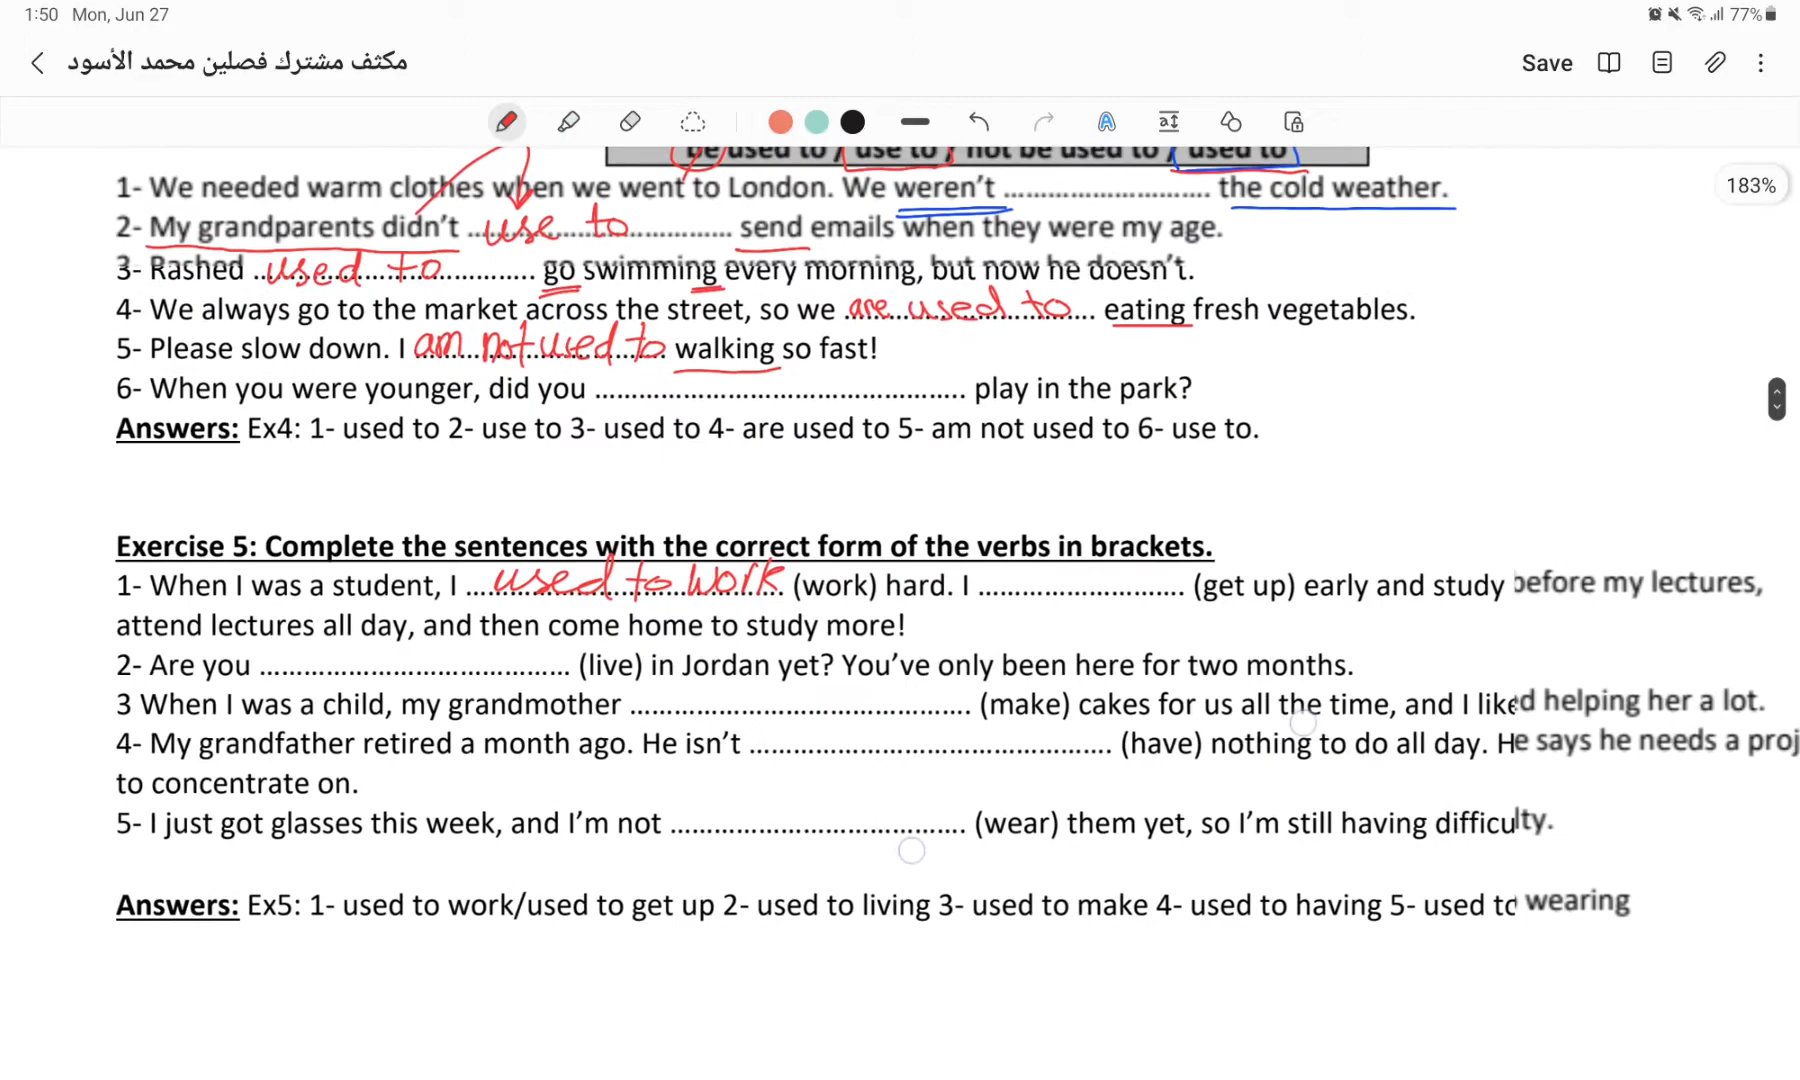 1:50 Mon, Jun 27 77%
مكثف مشترك فصلين محمد الأسود Save
be used to / use to / not be used to / used to
183%
1- We needed warm clothes when we went to London. We weren't ................................ the cold weather.
2- My grandparents didn't ... use to ................ send emails when they were my age.
3- Rashed ... used to ............ go swimming every morning, but now he doesn't.
4- We always go to the market across the street, so we are used to .... eating fresh vegetables.
5- Please slow down. I am not used to walking so fast!
6- When you were younger, did you ................................................ play in the park?
Answers: Ex4: 1- used to 2- use to 3- used to 4- are used to 5- am not used to 6- use to.
Exercise 5: Complete the sentences with the correct form of the verbs in brackets.
1- When I was a student, I ... used to work (work) hard. I ............................ (get up) early and study before my lectures,
attend lectures all day, and then come home to study more!
2- Are you .......................................... (live) in Jordan yet? You've only been here for two months.
3 When I was a child, my grandmother .............................................. (make) cakes for us all the time, and I liked helping her a lot.
4- My grandfather retired a month ago. He isn't ................................................ (have) nothing to do all day. He says he needs a proj
to concentrate on.
5- I just got glasses this week, and I'm not ........................................ (wear) them yet, so I'm still having difficulty.
Answers: Ex5: 1- used to work/used to get up 2- used to living 3- used to make 4- used to having 5- used to wearing